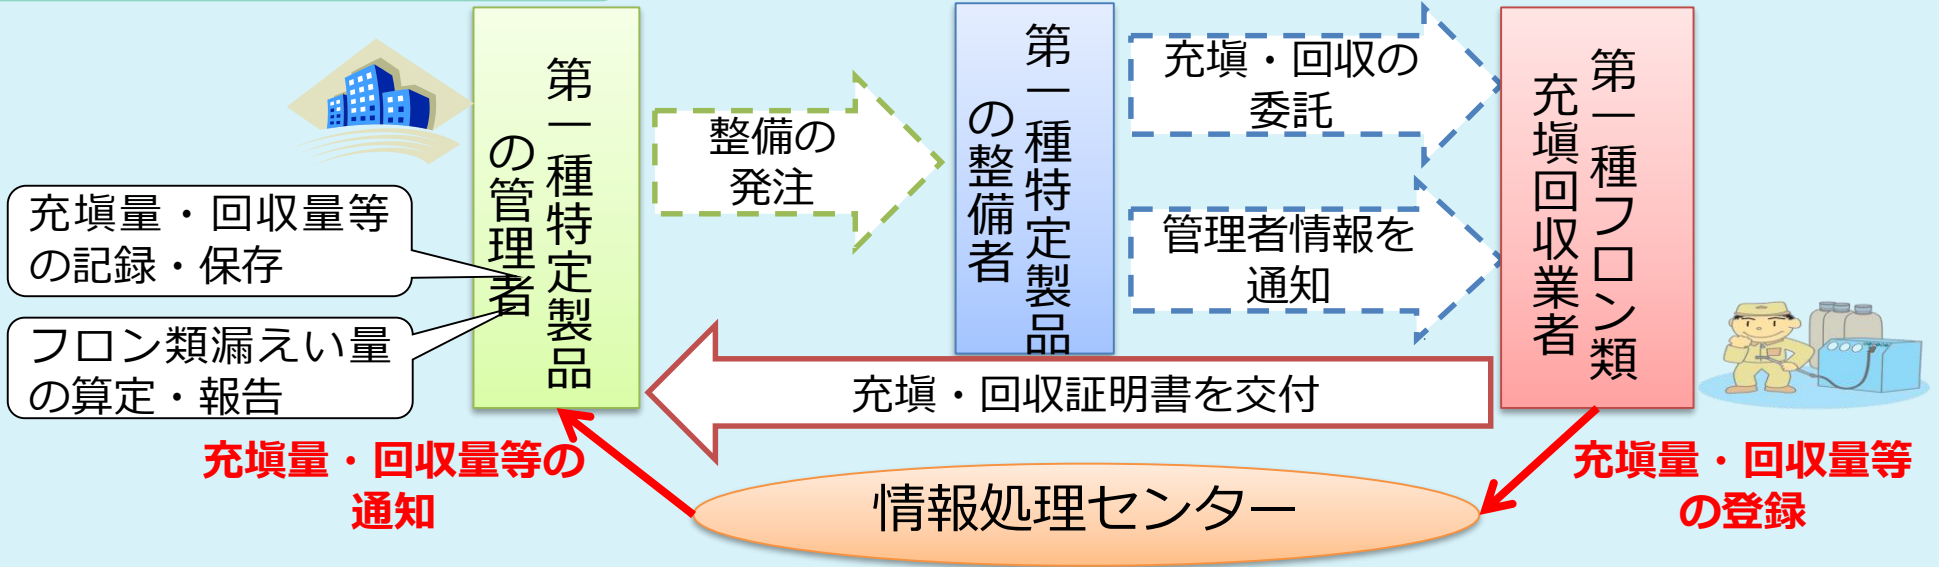 第一種特定製品
の管理者
充塡量・回収量等
の記録・保存
フロン類漏えい量
の算定・報告
整備の
発注
第一種特定製品
の整備者
充塡・回収の
委託
管理者情報を
通知
第一種フロン類
充塡回収業者
充塡・回収証明書を交付
充塡量・回収量等の
通知
情報処理センター
充塡量・回収量等
の登録